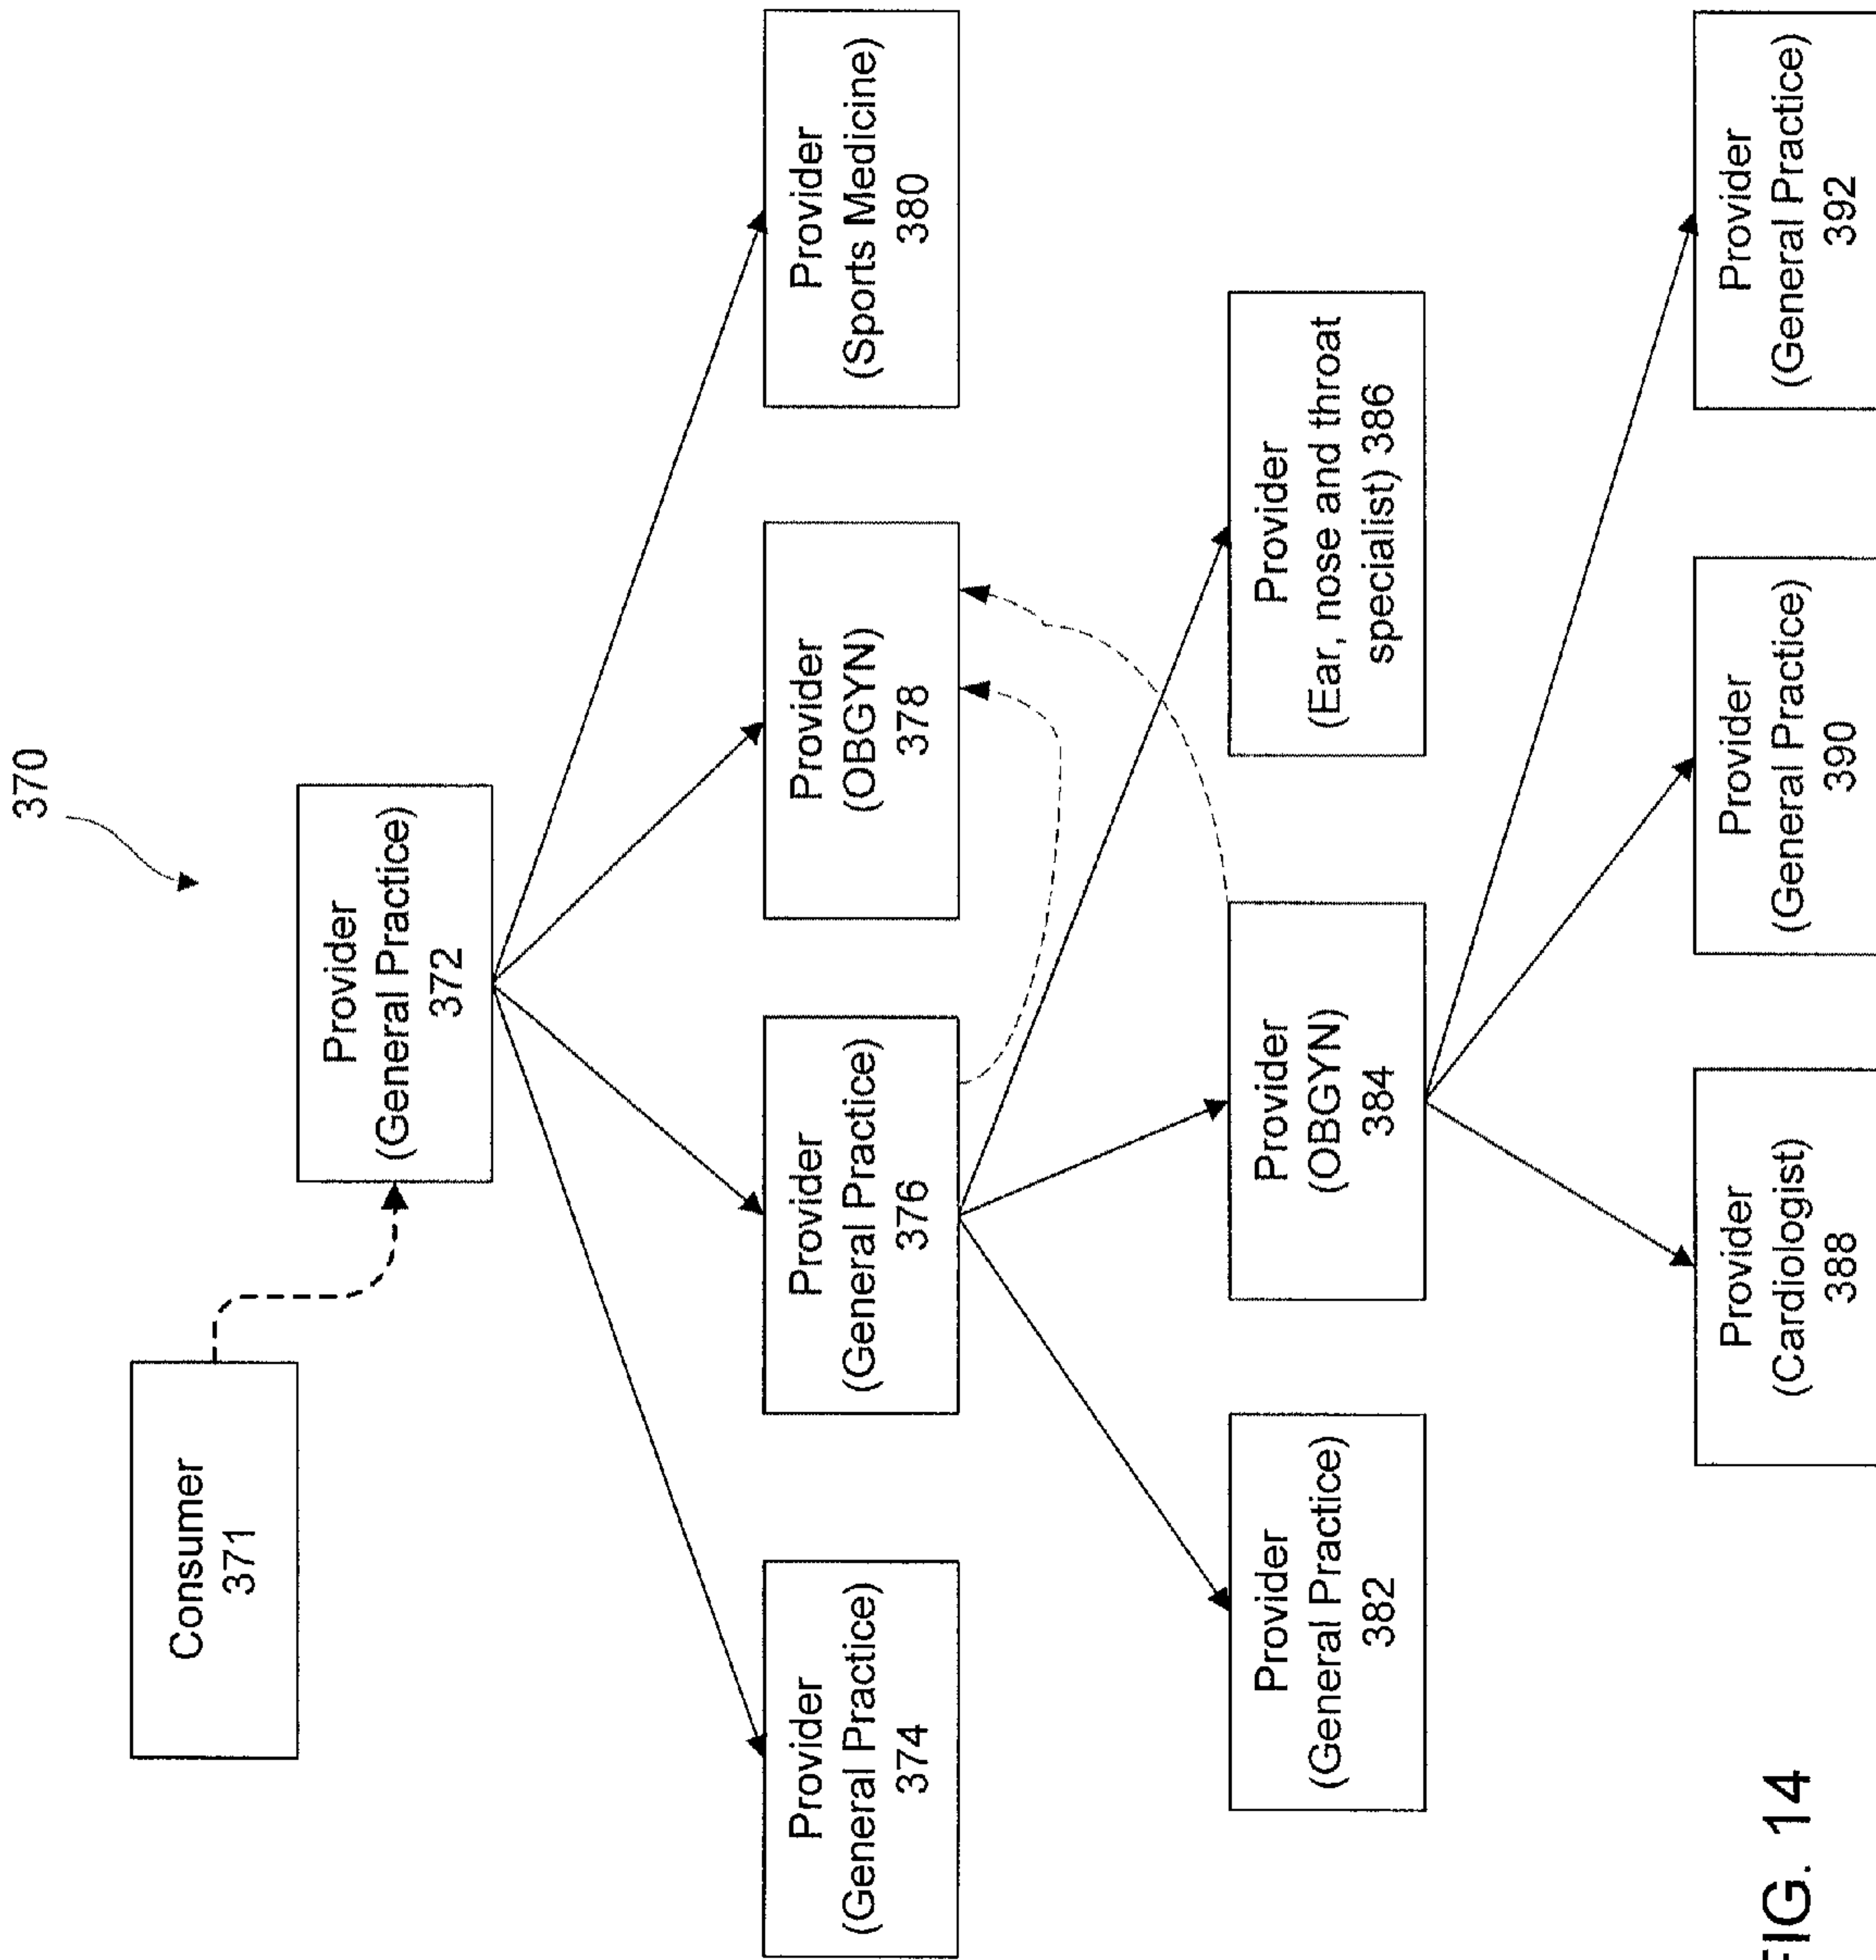 370
Consumer
371
Provider
(General Practice)
372
Provider
(General Practice)
374
Provider
(General Practice)
376
Provider
(OBGYN)
378
Provider
(Sports Medicine)
380
Provider
(General Practice)
382
Provider
(OBGYN)
384
Provider
(Ear, nose and throat
specialist) 386
Provider
(Cardiologist)
388
Provider
(General Practice)
390
Provider
(General Practice)
392
FIG. 14